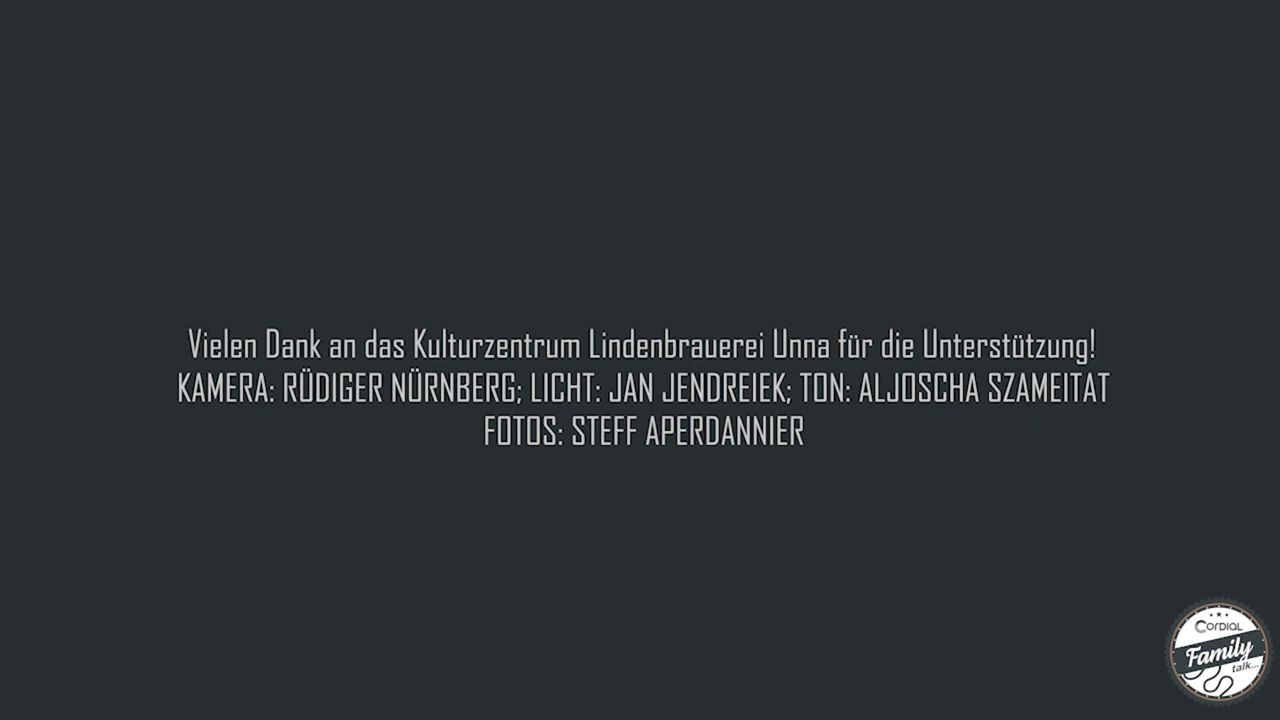 Vielen Dank an das Kulturzentrum Lindenbrauerei Unna für die Unterstützung!
KAMERA: RÜDIGER NÜRNBERG; LICHT: JAN JENDREIEK; TON: ALJOSCHA SZAMEITAT
FOTOS: STEFF APERDANNIER
CORDIAL
Family
talk...